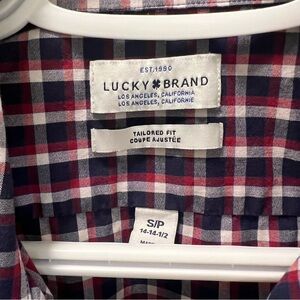 EST.1990
LUCKY BRAND
LOS ANGELES, CALIFORNIA
LOS ANGELES, CALIFORNIE
TAILORED FIT
COUPE AJUSTÉE
S/P
14-14-1/2